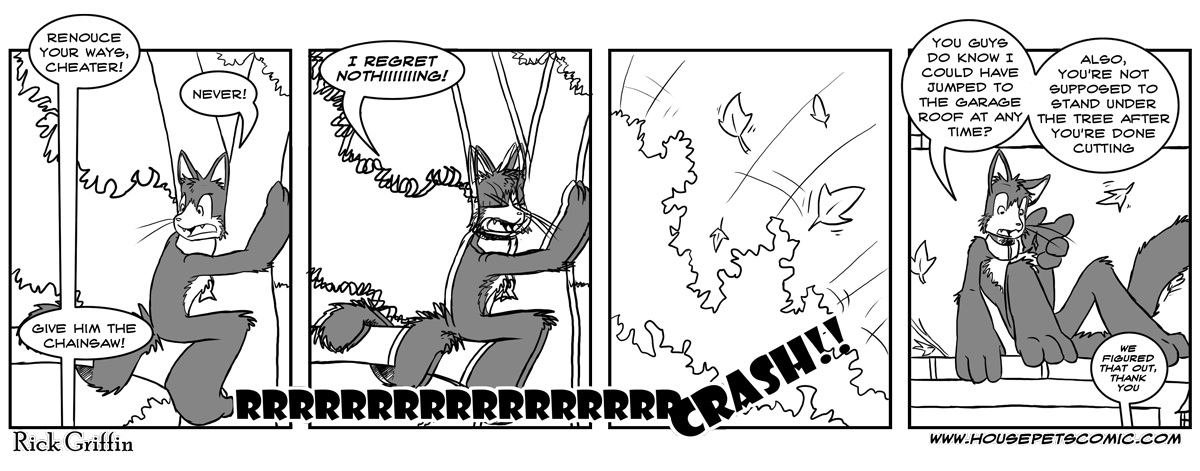 RENOUCE
YOUR WAYS,
CHEATER!
NEVER!
GIVE HIM THE
CHAINSAW!
I REGRET
NOTHIIIIIIING!
RRRRRRRRRRRRRRRRRR
CRASH!!
YOU GUYS
DO KNOW I
COULD HAVE
JUMPED TO
THE GARAGE
ROOF AT ANY
TIME?
ALSO,
YOU'RE NOT
SUPPOSED TO
STAND UNDER
THE TREE AFTER
YOU'RE DONE
CUTTING
WE
FIGURED
THAT OUT,
THANK
YOU
Rick Griffin
WWW.HOUSEPETSCOMIC.COM